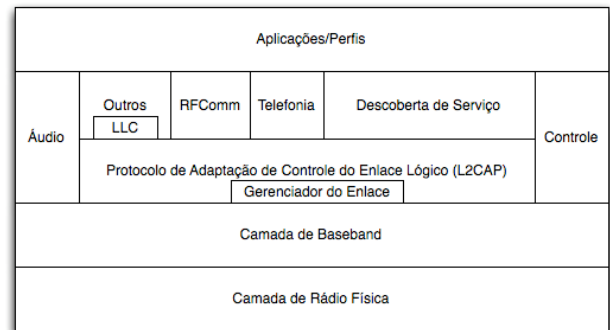 Aplicações/Perfis
Áudio
Outros
LLC
RFComm
Telefonia
Descoberta de Serviço
Controle
Protocolo de Adaptação de Controle do Enlace Lógico (L2CAP)
Gerenciador do Enlace
Camada de Baseband
Camada de Rádio Física